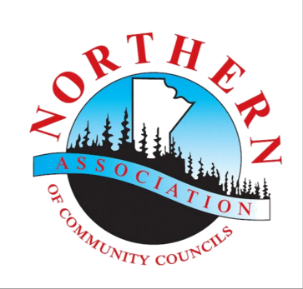 NORTHERN
ASSOCIATION
OF COMMUNITY COUNCILS